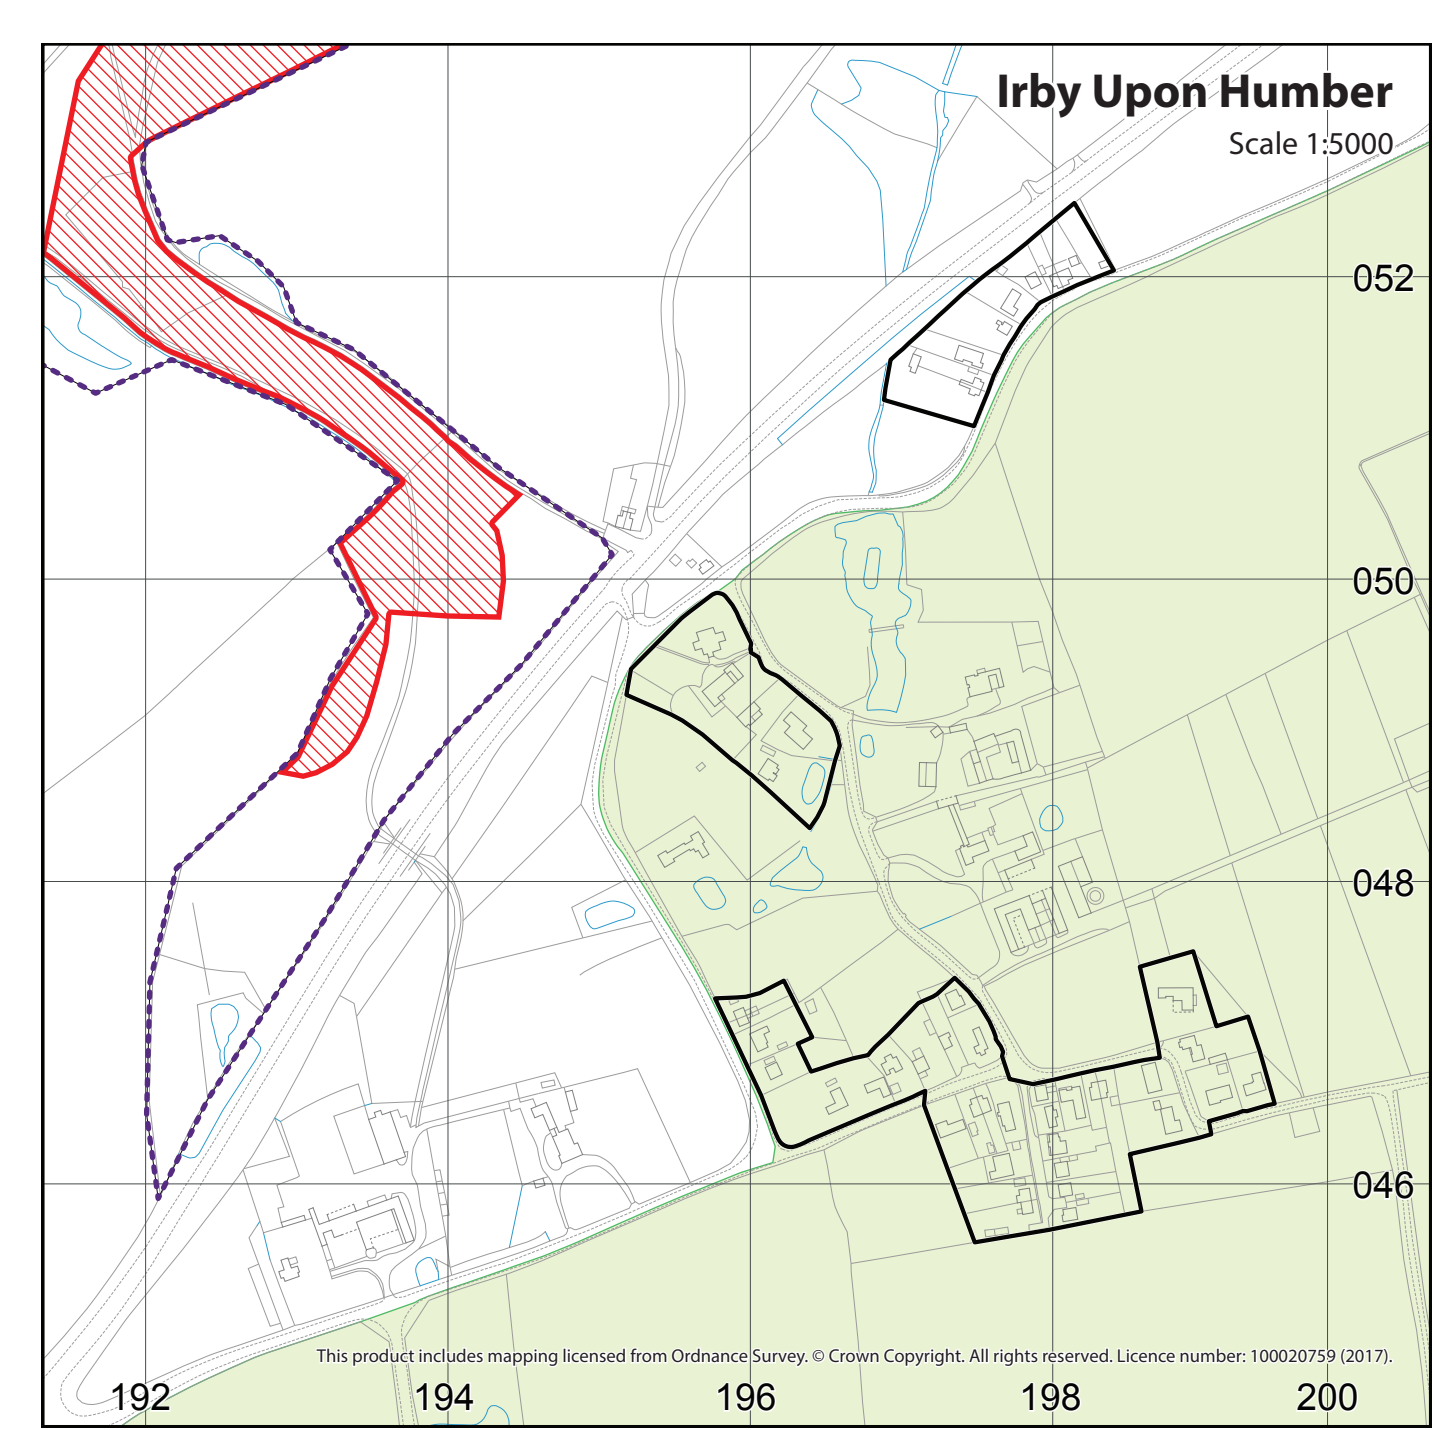 Irby Upon Humber
Scale 1:5000
052
050
048
046
This product includes mapping licensed from Ordnance Survey. © Crown Copyright. All rights reserved. Licence number: 100020759 (2017).
192 194 196 198 200